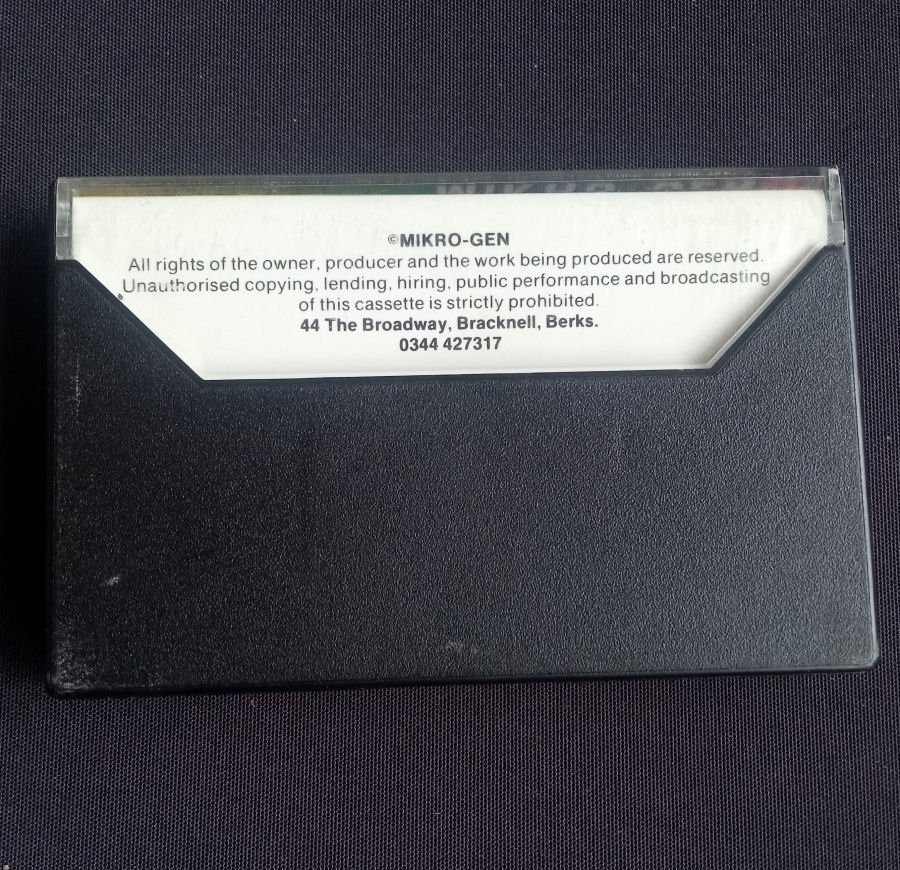 ©MIKRO-GEN
All rights of the owner, producer and the work being produced are reserved.
Unauthorised copying, lending, hiring, public performance and broadcasting
of this cassette is strictly prohibited.
44 The Broadway, Bracknell, Berks.
0344 427317